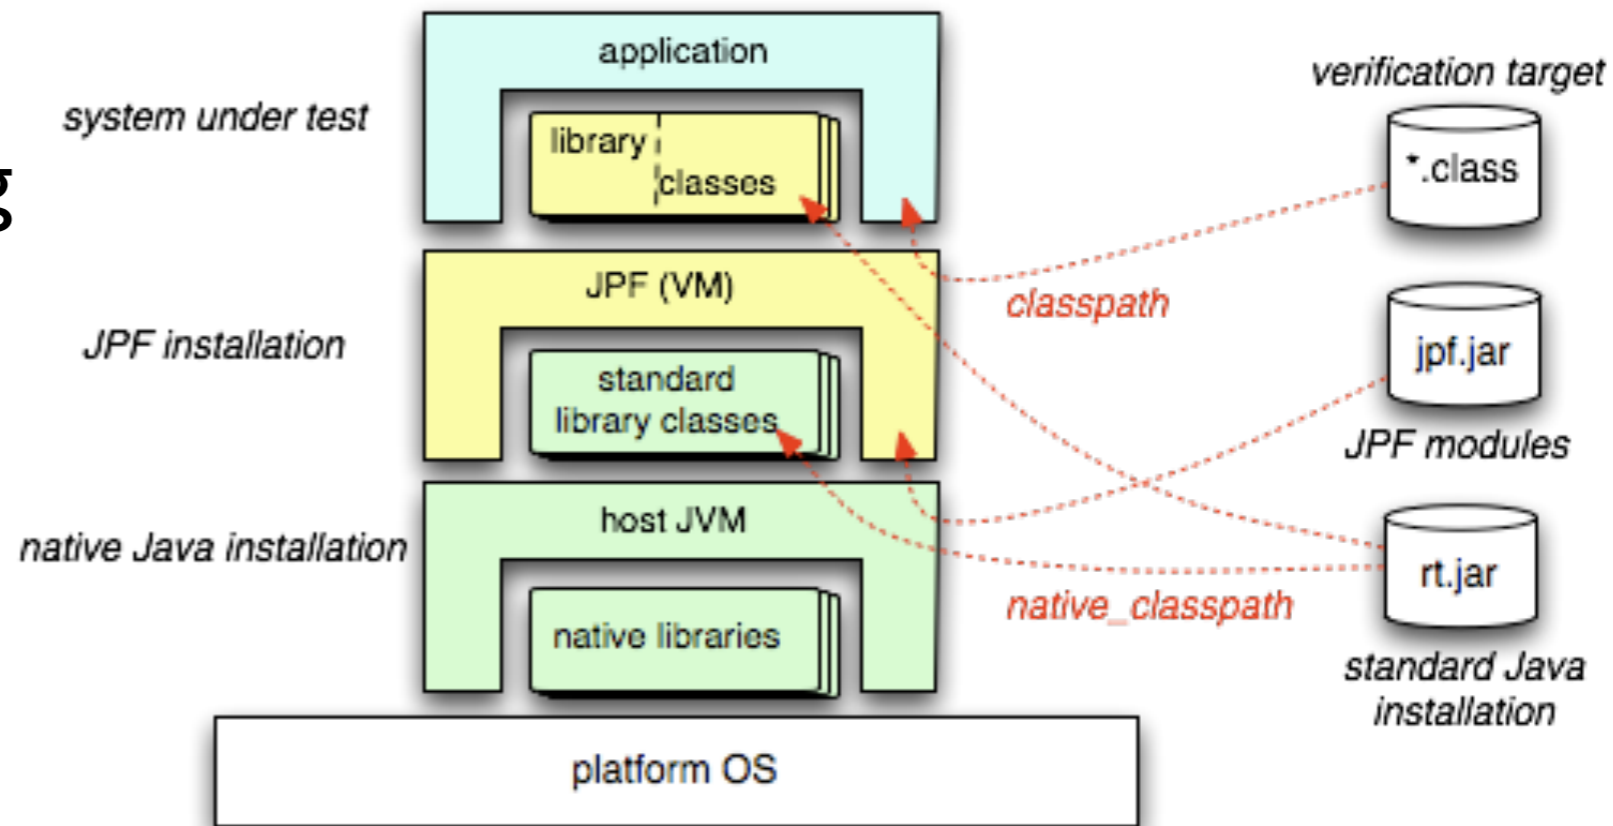 application
verification target
system under test
library
classes
*.class
g
JPF (VM)
classpath
JPF installation
jpf.jar
standard
library classes
JPF modules
host JVM
native Java installation
rt.jar
native_classpath
native libraries
standard Java
installation
platform OS